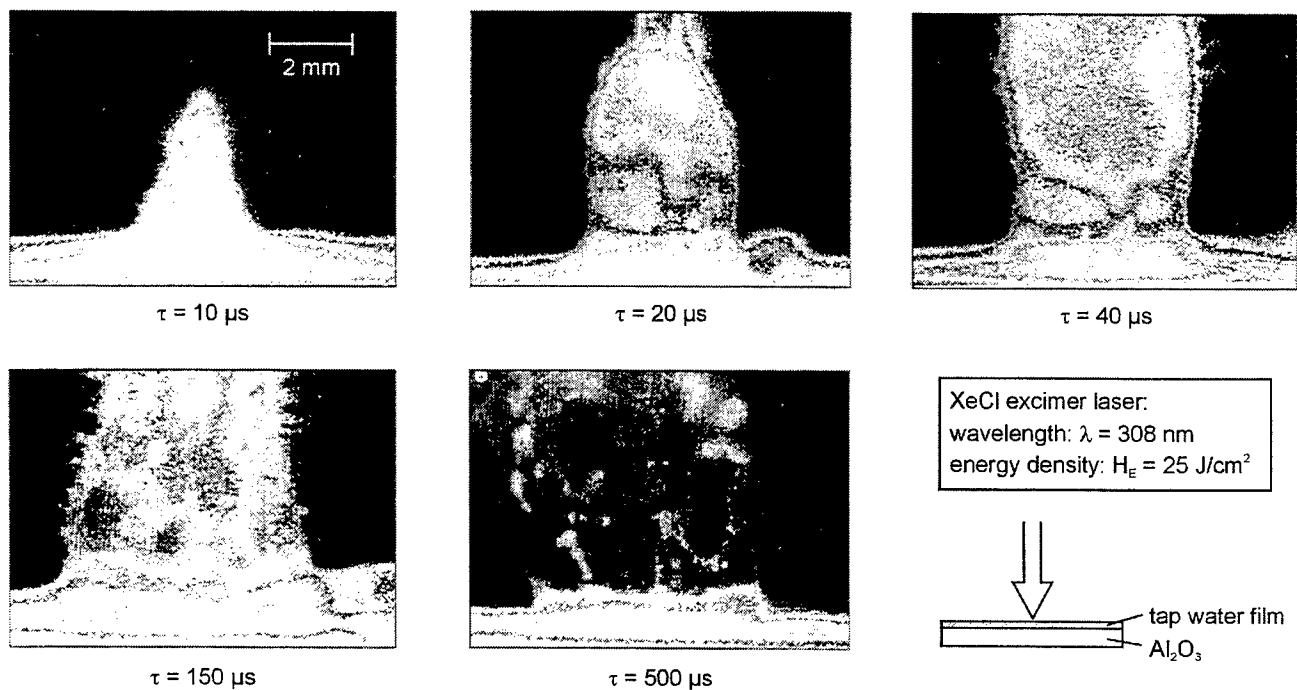 2 mm
τ = 10 µs
τ = 20 µs
τ = 40 µs
τ = 150 µs
τ = 500 µs
XeCl excimer laser:
wavelength: λ = 308 nm
energy density: H_E = 25 J/cm²
tap water film
Al₂O₃